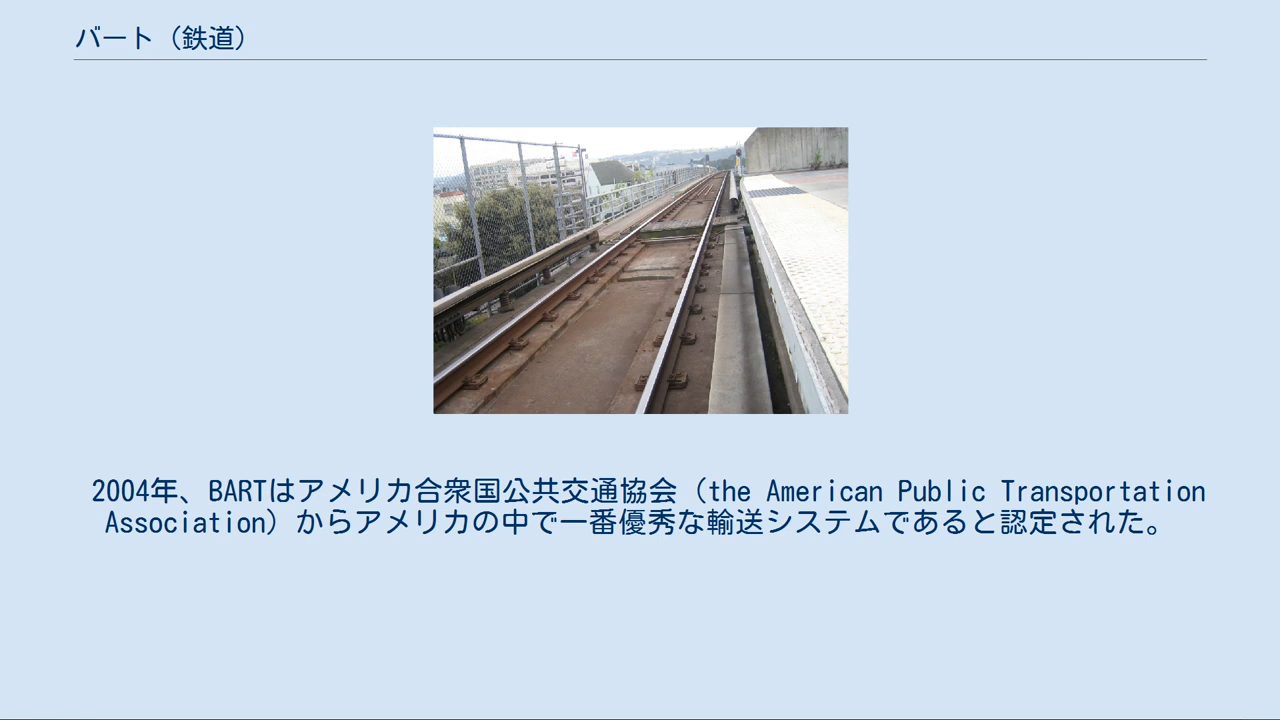 バート（鉄道）
2004年、BARTはアメリカ合衆国公共交通協会（the American Public Transportation
Association）からアメリカの中で一番優秀な輸送システムであると認定された。